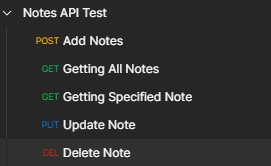 Notes API Test
POST Add Notes
GET Getting All Notes
GET Getting Specified Note
PUT Update Note
DEL Delete Note